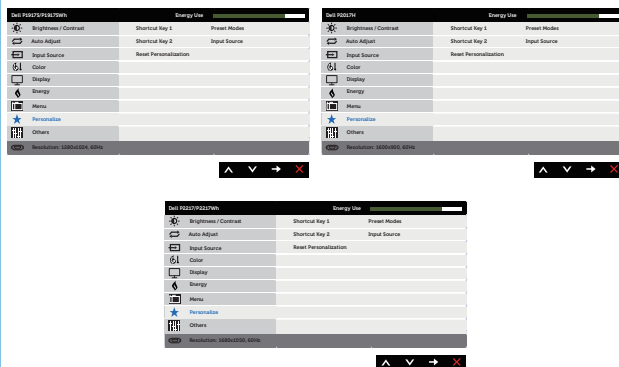 Dell P1917S/P1917SWh Energy Use
Brightness / Contrast Shortcut Key 1 Preset Modes
Auto Adjust Shortcut Key 2 Input Source
Input Source Reset Personalization
Color
Display
Energy
Menu
Personalize
Others
Resolution: 1280x1024, 60Hz
Dell P2017H Energy Use
Brightness / Contrast Shortcut Key 1 Preset Modes
Auto Adjust Shortcut Key 2 Input Source
Input Source Reset Personalization
Color
Display
Energy
Menu
Personalize
Others
Resolution: 1600x900, 60Hz
Dell P2217/P2217Wh Energy Use
Brightness / Contrast Shortcut Key 1 Preset Modes
Auto Adjust Shortcut Key 2 Input Source
Input Source Reset Personalization
Color
Display
Energy
Menu
Personalize
Others
Resolution: 1680x1050, 60Hz